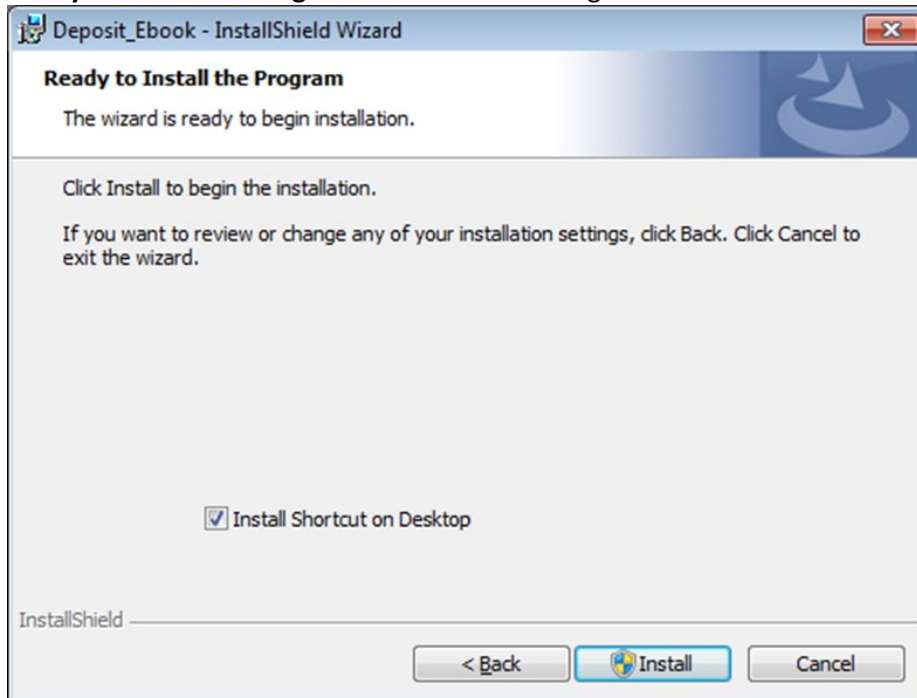 Deposit_Ebook - InstallShield Wizard
Ready to Install the Program
The wizard is ready to begin installation.
Click Install to begin the installation.
If you want to review or change any of your installation settings, click Back. Click Cancel to
exit the wizard.
Install Shortcut on Desktop
InstallShield
< Back
Install
Cancel